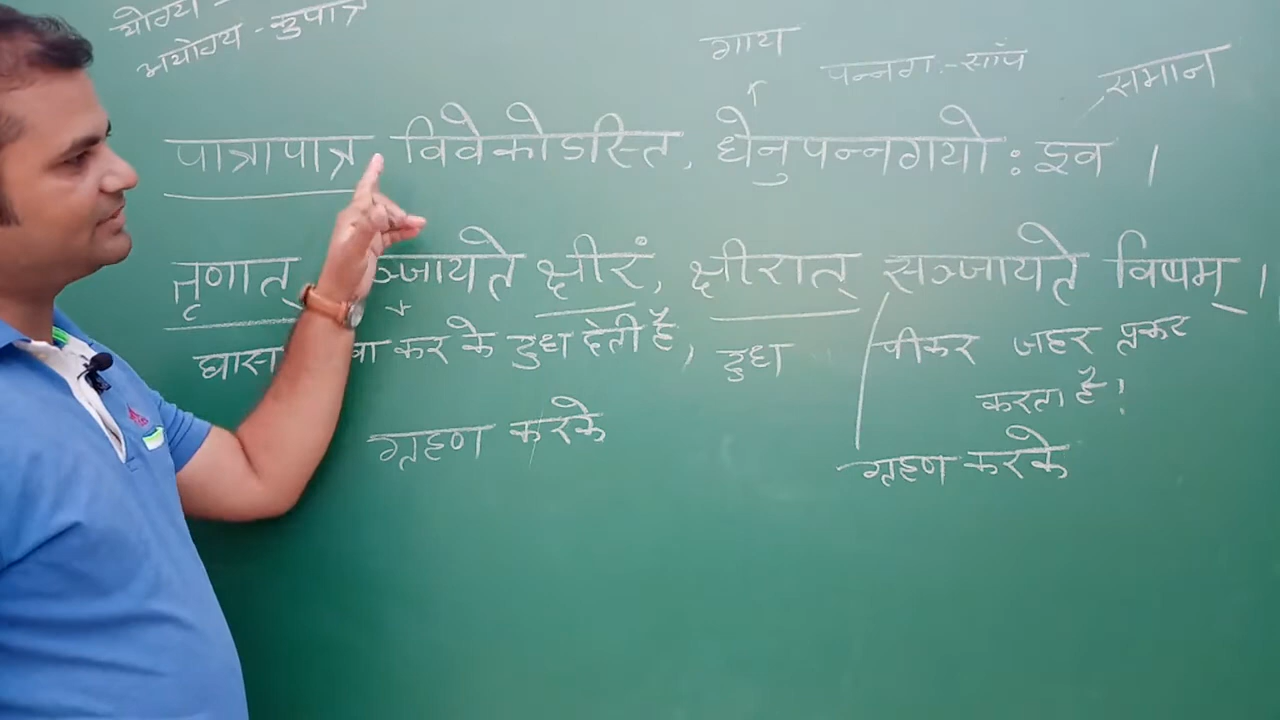 योग्य -
अयोग्य - कुपात्र
गाय
पन्नगः - साँप
समान
पात्रापात्र विवेकोऽस्ति, धेनुपन्नगयोः इव ।
तृणात् ञ्जायते क्षीरं, क्षीरात् सञ्जायते विषम् ।
घास खा कर के दुध देती है, दुध पीकर जहर प्रकट
करता है !
ग्रहण करके
ग्रहण करके